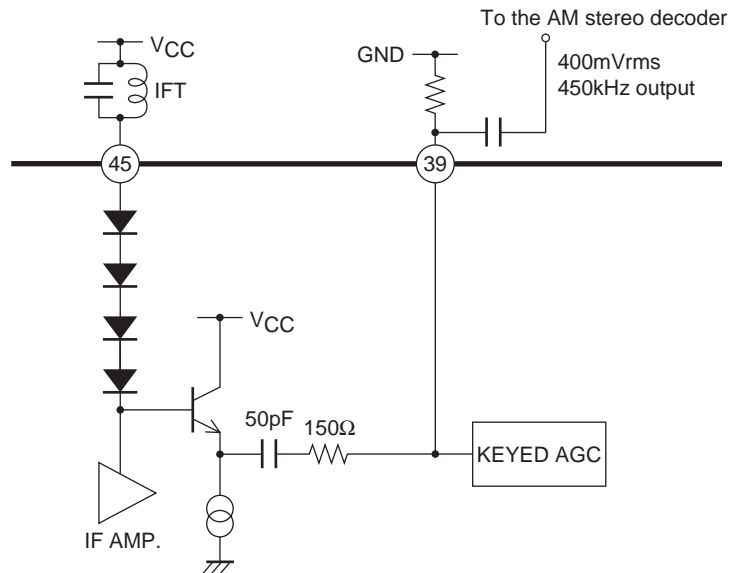 To the AM stereo decoder
VCC
GND
400mVrms
450kHz output
IFT
45
39
VCC
50pF
150Ω
KEYED AGC
IF AMP.